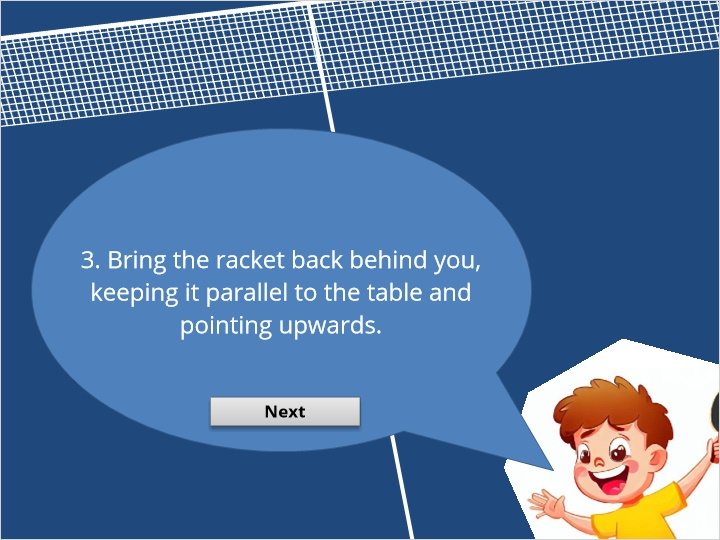 3. Bring the racket back behind you,
keeping it parallel to the table and
pointing upwards.
Next